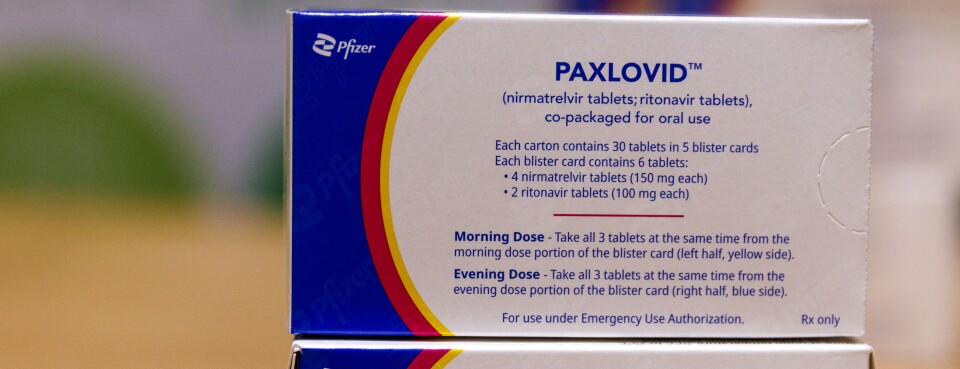 Pfizer
PAXLOVID™
(nirmatrelvir tablets; ritonavir tablets),
co-packaged for oral use
Each carton contains 30 tablets in 5 blister cards
Each blister card contains 6 tablets:
• 4 nirmatrelvir tablets (150 mg each)
• 2 ritonavir tablets (100 mg each)
Morning Dose - Take all 3 tablets at the same time from the
morning dose portion of the blister card (left half, yellow side).
Evening Dose - Take all 3 tablets at the same time from the
evening dose portion of the blister card (right half, blue side).
For use under Emergency Use Authorization.
Rx only